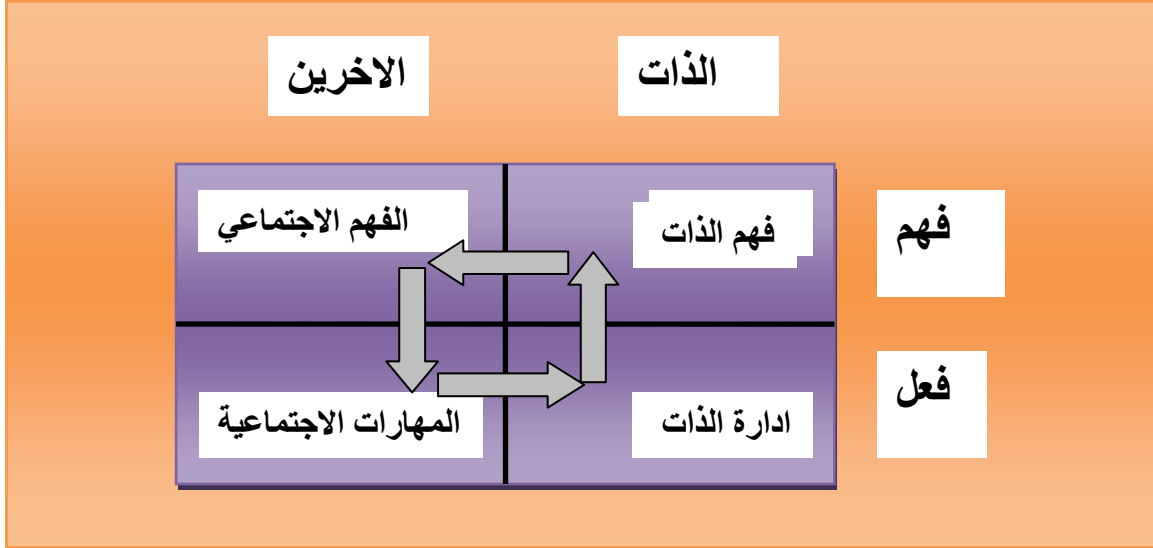 الذات
الاخرين
فهم
فهم الذات
الفهم الاجتماعي
فعل
ادارة الذات
المهارات الاجتماعية